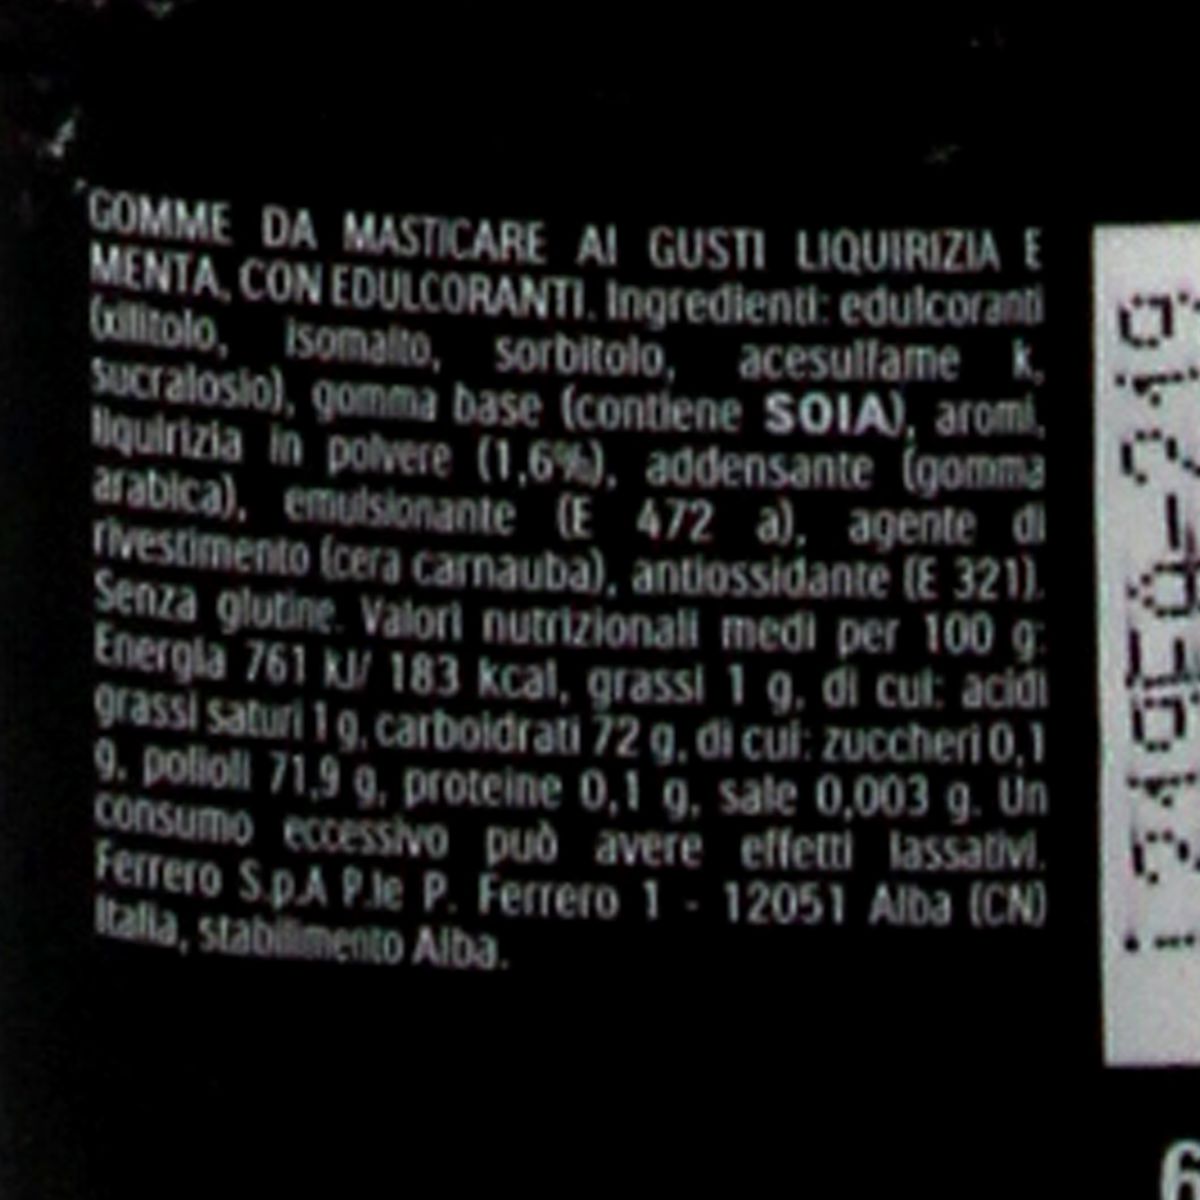 GOMME DA MASTICARE AI GUSTI LIQUIRIZIA E
MENTA, CON EDULCORANTI. Ingredienti: edulcoranti
(xilitolo, isomalto, sorbitolo, acesulfame k,
sucralosio), gomma base (contiene SOIA), aromi,
liquirizia in polvere (1,6%), addensante (gomma
arabica), emulsionante (E 472 a), agente di
rivestimento (cera carnauba), antiossidante (E 321).
Senza glutine. Valori nutrizionali medi per 100 g:
Energia 761 kJ/ 183 kcal, grassi 1 g, di cui: acidi
grassi saturi 1 g, carboidrati 72 g, di cui: zuccheri 0,1
g, polioli 71,9 g, proteine 0,1 g, sale 0,003 g. Un
consumo eccessivo può avere effetti lassativi.
Ferrero S.p.A P.le P. Ferrero 1 - 12051 Alba (CN)
Italia, stabilimento Alba.